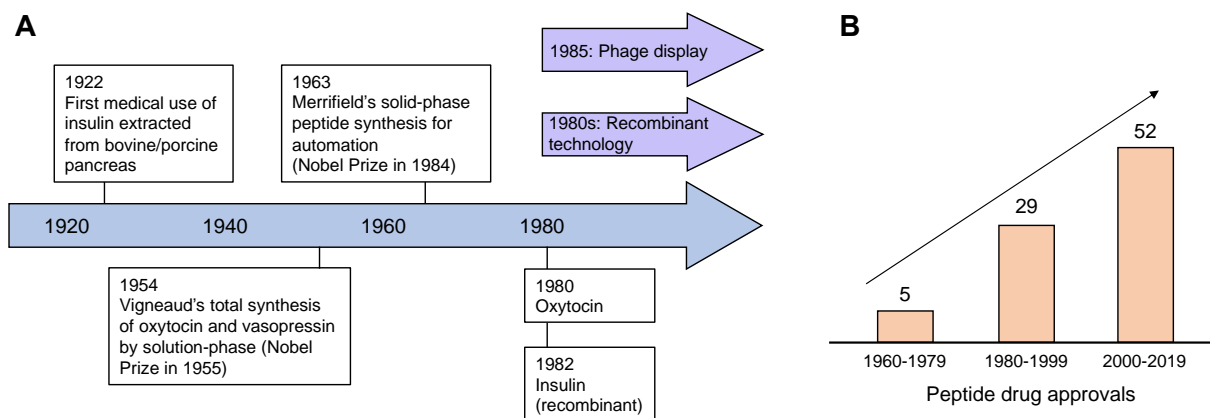 A
1985: Phage display
1922
First medical use of
insulin extracted
from bovine/porcine
pancreas
1963
Merrifield's solid-phase
peptide synthesis for
automation
(Nobel Prize in 1984)
1980s: Recombinant
technology
1920 1940 1960 1980
1954
Vigneaud's total synthesis
of oxytocin and vasopressin
by solution-phase (Nobel
Prize in 1955)
1980
Oxytocin
1982
Insulin
(recombinant)
B
5
29
52
1960-1979 1980-1999 2000-2019
Peptide drug approvals